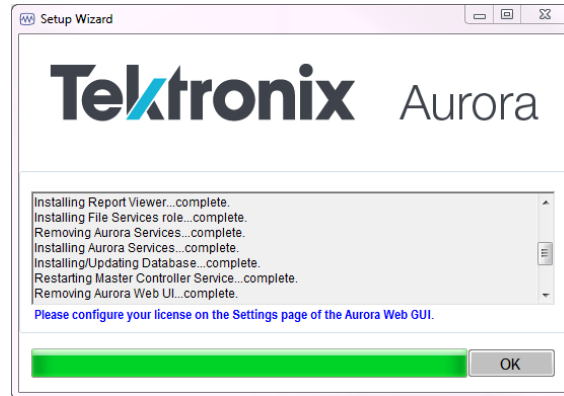 Setup Wizard
Tektronix Aurora
Installing Report Viewer...complete.
Installing File Services role...complete.
Removing Aurora Services...complete.
Installing Aurora Services...complete.
Installing/Updating Database...complete.
Restarting Master Controller Service...complete.
Removing Aurora Web UI...complete.
Please configure your license on the Settings page of the Aurora Web GUI.
OK